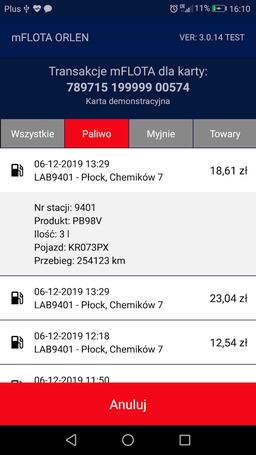 Plus 11% 16:10
mFLOTA ORLEN VER: 3.0.14 TEST
Transakcje mFLOTA dla karty:
789715 199999 00574
Karta demonstracyjna
Wszystkie Paliwo Myjnie Towary
06-12-2019 13:29
LAB9401 - Płock, Chemików 7 18,61 zł
Nr stacji: 9401
Produkt: PB98V
Ilość: 3 l
Pojazd: KR073PX
Przebieg: 254123 km
06-12-2019 13:29
LAB9401 - Płock, Chemików 7 23,04 zł
06-12-2019 12:18
LAB9401 - Płock, Chemików 7 12,54 zł
06-12-2019 11:50
Anuluj